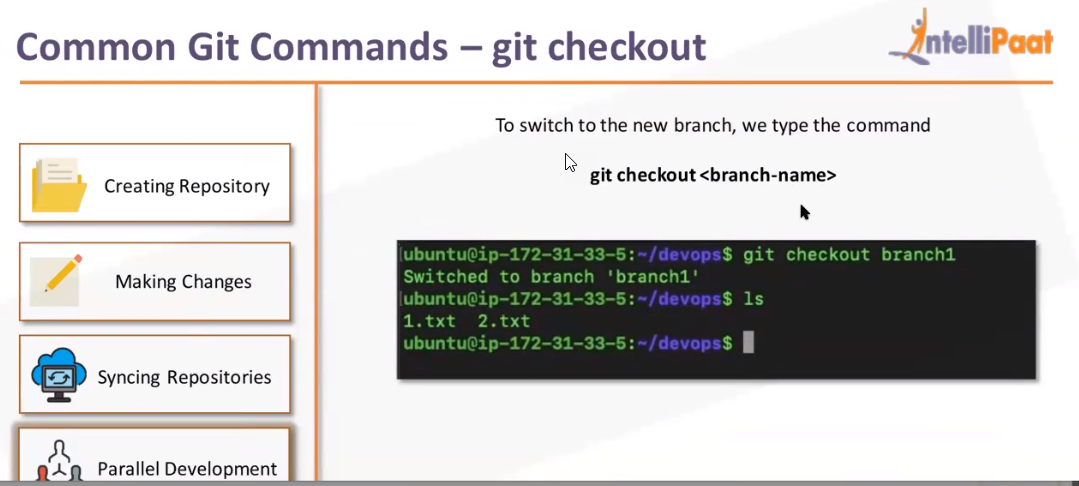 Common Git Commands – git checkout
IntelliPaat
Creating Repository
Making Changes
Syncing Repositories
Parallel Development
To switch to the new branch, we type the command
git checkout <branch-name>
[ubuntu@ip-172-31-33-5:~/devops$ git checkout branch1
Switched to branch 'branch1'
[ubuntu@ip-172-31-33-5:~/devops$ ls
1.txt  2.txt
ubuntu@ip-172-31-33-5:~/devops$